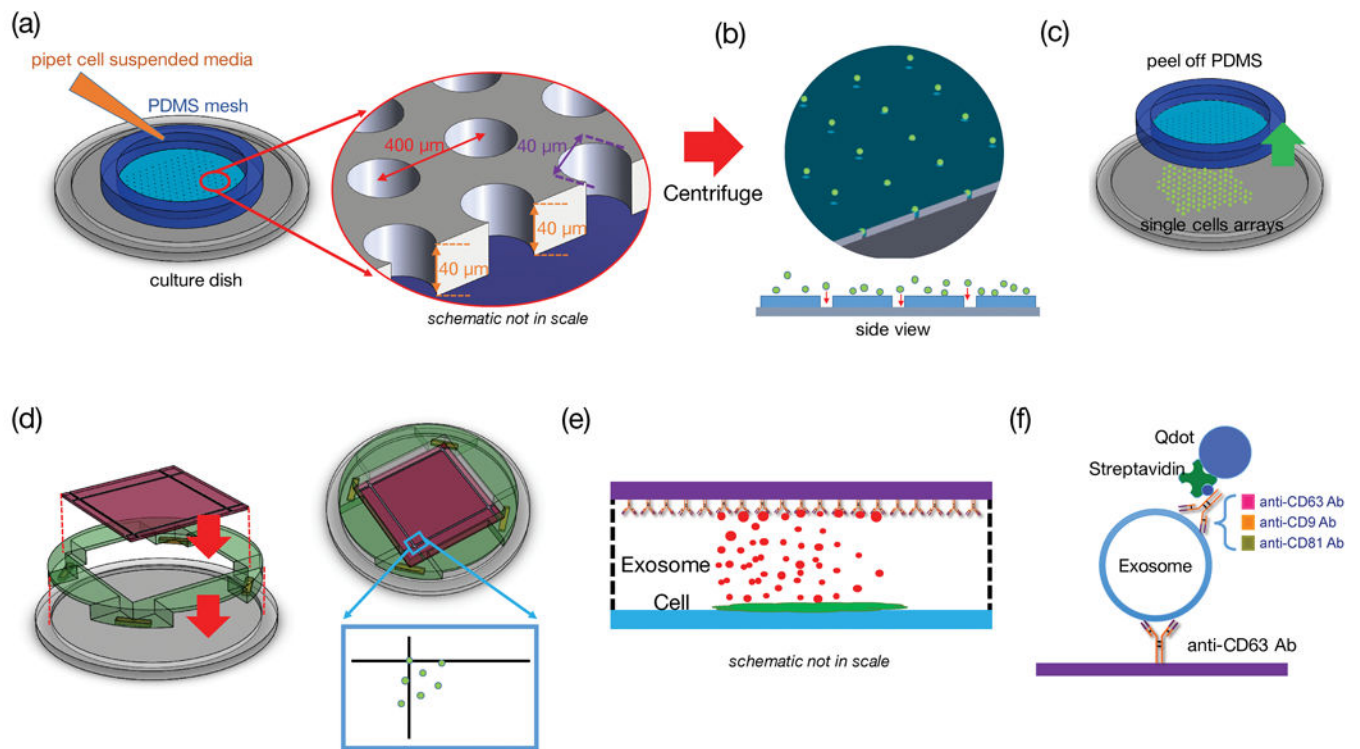 (a)
pipet cell suspended media
PDMS mesh
culture dish
400 μm
40 μm
40 μm
40 μm
schematic not in scale
Centrifuge
(b)
side view
(c)
peel off PDMS
single cells arrays
(d)
(e)
Exosome
Cell
schematic not in scale
(f)
Qdot
Streptavidin
anti-CD63 Ab
anti-CD9 Ab
anti-CD81 Ab
Exosome
anti-CD63 Ab